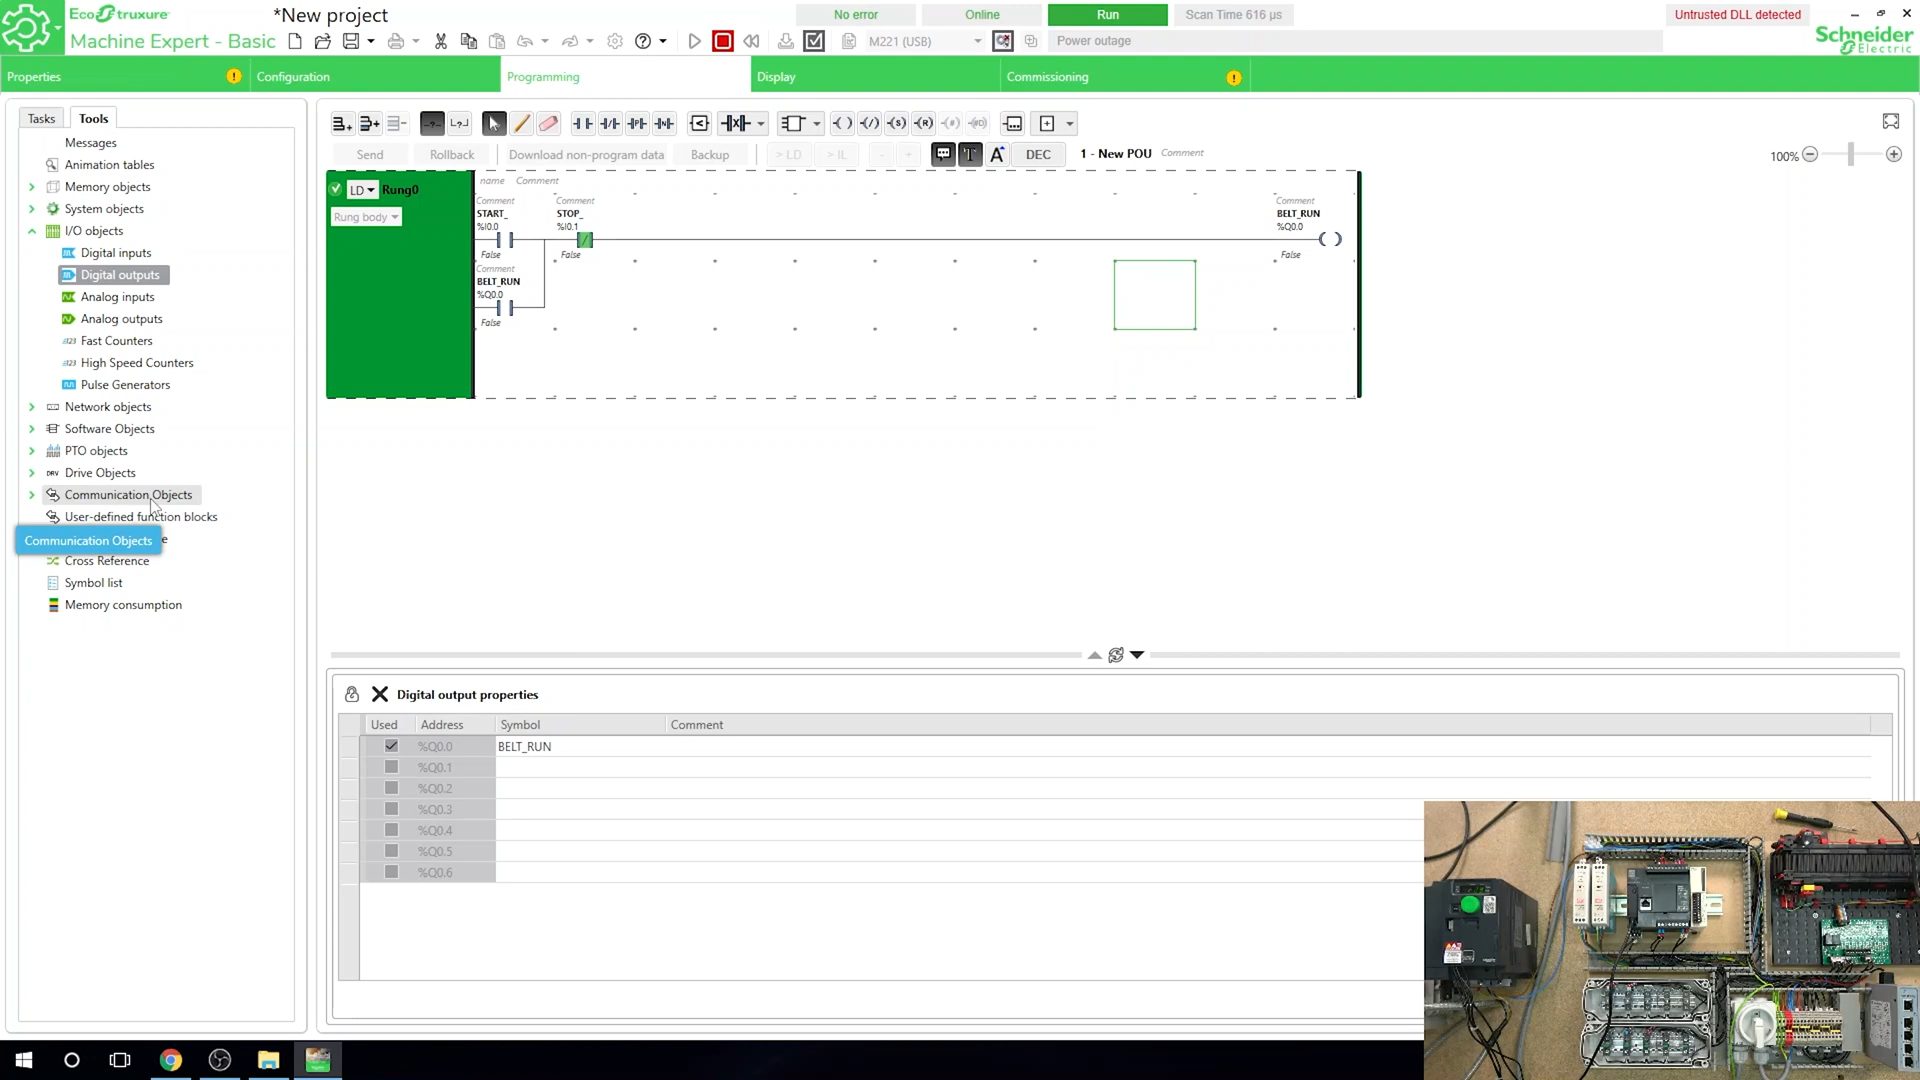 EcoStruxure
Machine Expert - Basic
*New project
No error
Online
Run
Scan Time 616 µs
Untrusted DLL detected
Schneider
Electric
M221 (USB)
Power outage
Properties
Configuration
Programming
Display
Commissioning
Tasks
Tools
Messages
Animation tables
Memory objects
System objects
I/O objects
Digital inputs
Digital outputs
Analog inputs
Analog outputs
Fast Counters
High Speed Counters
Pulse Generators
Network objects
Software Objects
PTO objects
Drive Objects
Communication Objects
User-defined function blocks
Communication Objects
e
Cross Reference
Symbol list
Memory consumption
Send
Rollback
Download non-program data
Backup
> LD
> IL
-
+
DEC
1 - New POU
Comment
100%
LD
Rung0
Rung body
name
Comment
Comment
START_
%I0.0
False
Comment
STOP_
%I0.1
False
Comment
BELT_RUN
%Q0.0
False
Comment
BELT_RUN
%Q0.0
False
Digital output properties
Used
Address
Symbol
Comment
%Q0.0
BELT_RUN
%Q0.1
%Q0.2
%Q0.3
%Q0.4
%Q0.5
%Q0.6